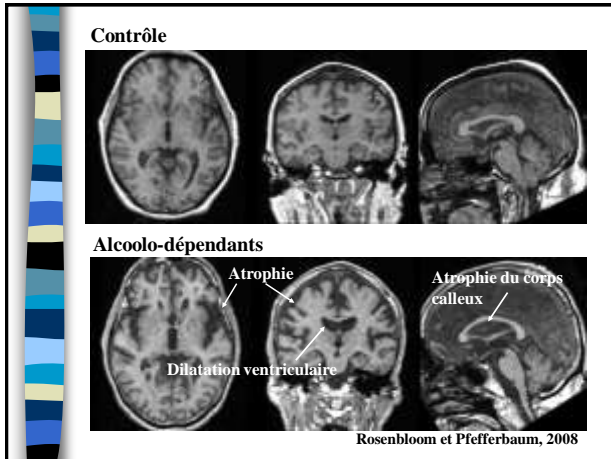 Contrôle
Alcoolo-dépendants
Atrophie
Atrophie du corps
calleux
Dilatation ventriculaire
Rosenbloom et Pfefferbaum, 2008